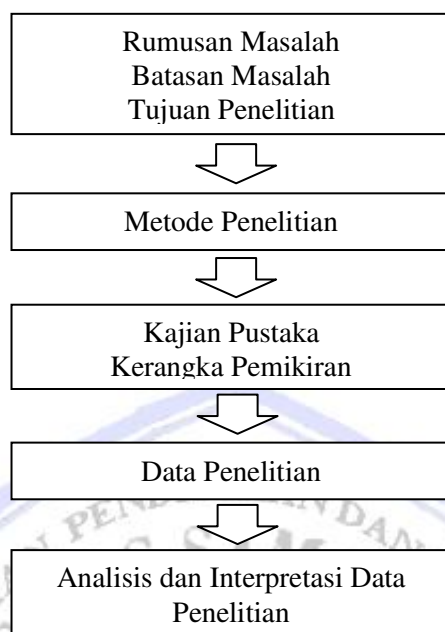 Rumusan Masalah
Batasan Masalah
Tujuan Penelitian
Metode Penelitian
Kajian Pustaka
Kerangka Pemikiran
Data Penelitian
Analisis dan Interpretasi Data
Penelitian